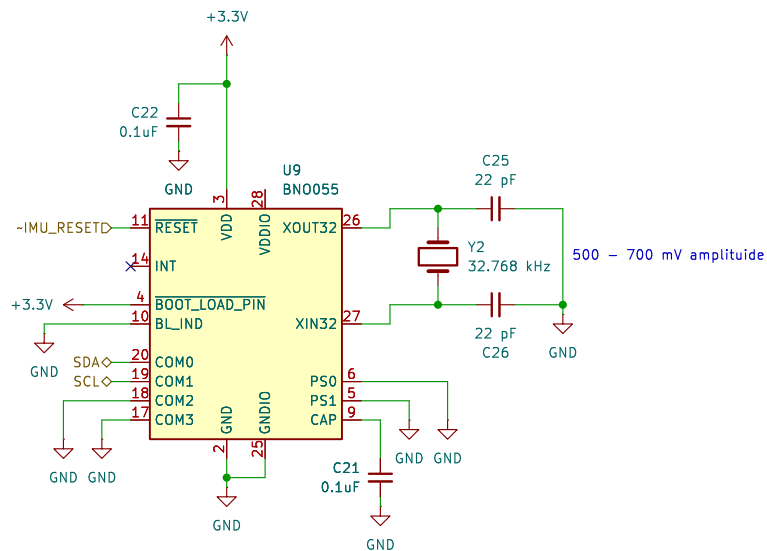 +3.3V
C22
0.1uF
GND
U9
BNO055
C25
22 pF
3
28
~IMU_RESET
11
RESET
VDD
VDDIO
XOUT32
26
14
INT
Y2
32.768 kHz
500 - 700 mV amplituide
+3.3V
4
BOOT_LOAD_PIN
10
BL_IND
XIN32
27
22 pF
C26
GND
GND
SDA
20
COM0
SCL
19
COM1
PS0
6
18
COM2
PS1
5
17
COM3
GND
GNDIO
CAP
9
2
25
GND
GND
GND
GND
C21
0.1uF
GND
GND